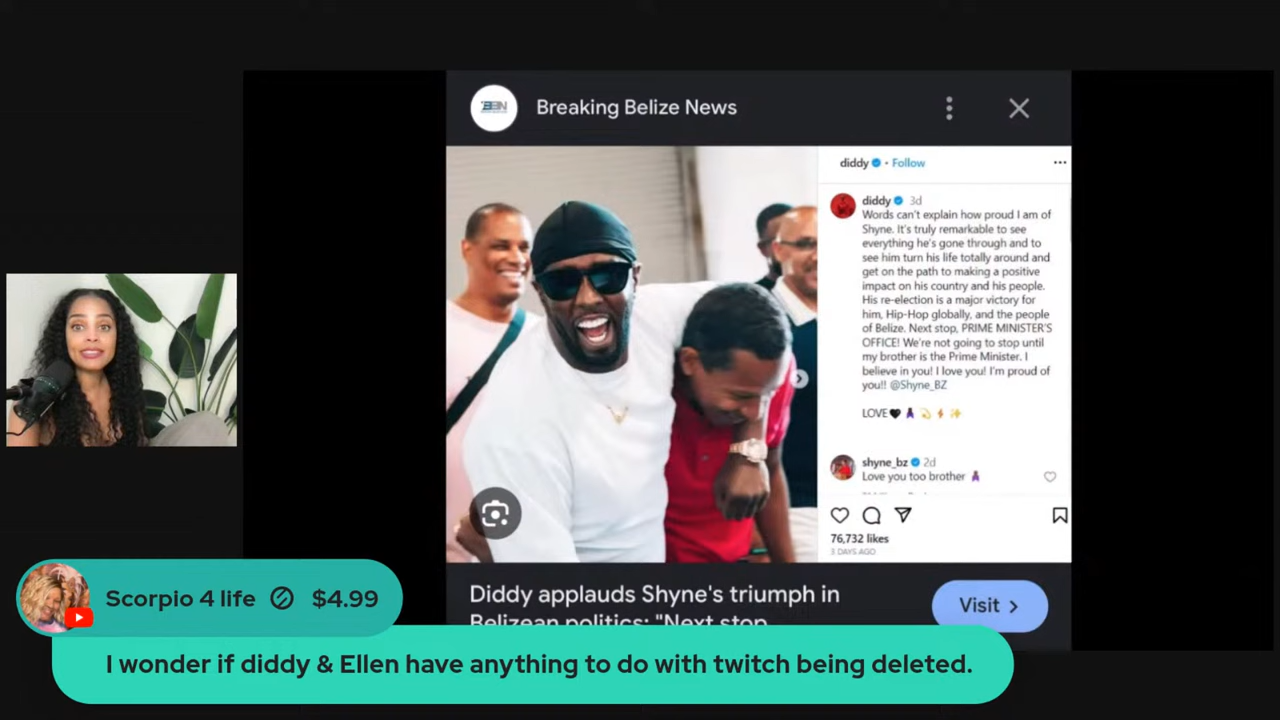 BBN
Breaking Belize News
diddy • Follow
diddy 3d
Words can't explain how proud I am of
Shyne. It's truly remarkable to see
everything he's gone through and to
see him turn his life totally around and
get on the path to making a positive
impact on his country and his people.
His re-election is a major victory for
him, Hip-Hop globally, and the people
of Belize. Next stop, PRIME MINISTER'S
OFFICE! We're not going to stop until
my brother is the Prime Minister. I
believe in you! I love you! I'm proud of
you!! @Shyne_BZ
LOVE🖤
shyne_bz 2d
Love you too brother
76,732 likes
3 DAYS AGO
Diddy applauds Shyne's triumph in
Belizean politics: "Next stop
Visit >
Scorpio 4 life $4.99
I wonder if diddy & Ellen have anything to do with twitch being deleted.